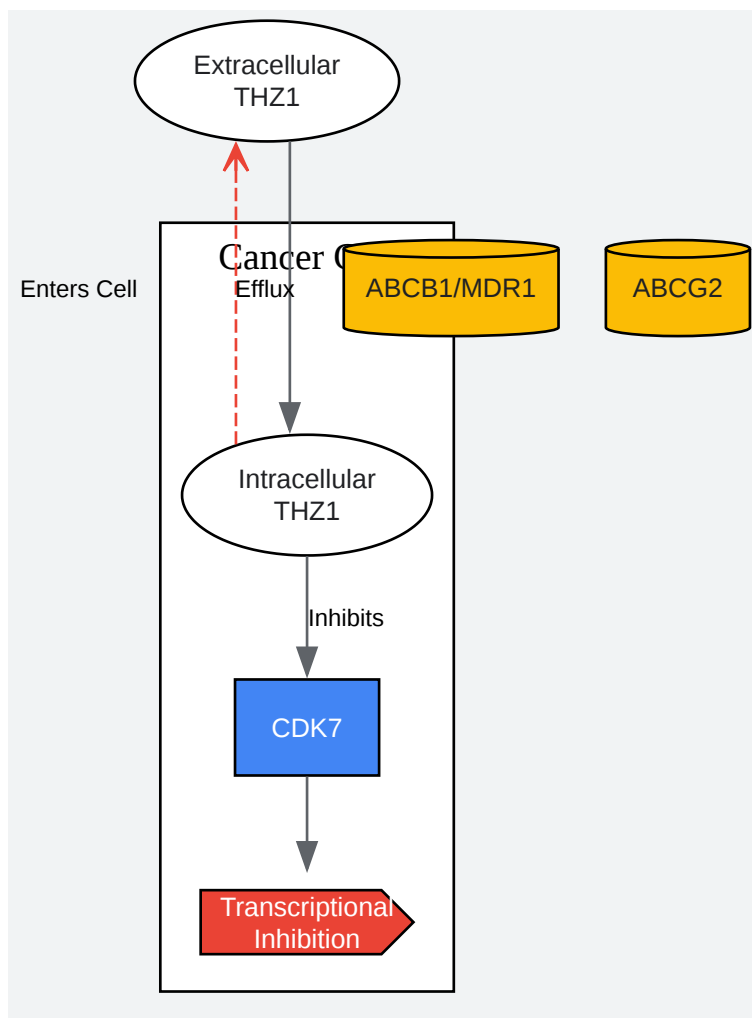 Extracellular
THZ1
Cancer C
Enters Cell
Efflux
ABCB1/MDR1
ABCG2
Intracellular
THZ1
Inhibits
CDK7
Transcriptional
Inhibition